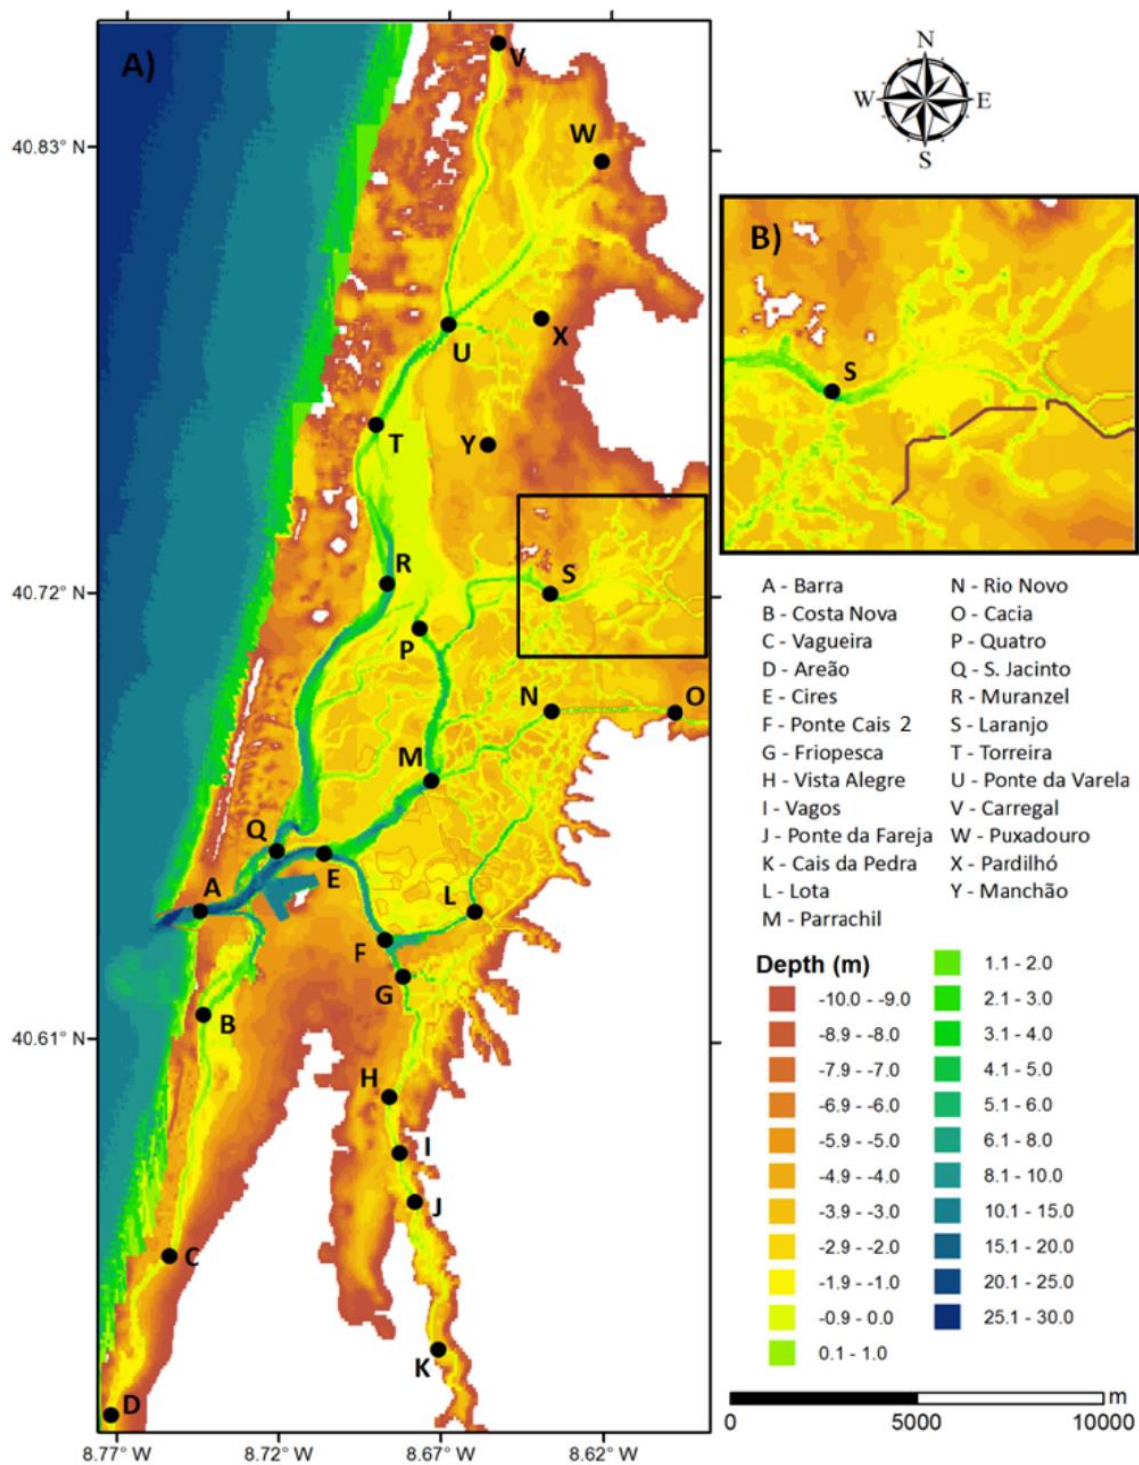 A)
V
W
40.83° N
X
U
T
Y
S
R
40.72° N
P
N
O
M
Q
E
A
L
F
G
B
40.61° N
H
I
J
C
K
D
8.77° W
8.72° W
8.67° W
8.62° W
N
W
E
S
B)
S
A - Barra
B - Costa Nova
C - Vagueira
D - Areão
E - Cires
F - Ponte Cais 2
G - Friopesca
H - Vista Alegre
I - Vagos
J - Ponte da Fareja
K - Cais da Pedra
L - Lota
M - Parrachil
N - Rio Novo
O - Cacia
P - Quatro
Q - S. Jacinto
R - Muranzel
S - Laranjo
T - Torreira
U - Ponte da Varela
V - Carregal
W - Puxadouro
X - Pardilhó
Y - Manchão
Depth (m)
-10.0 - -9.0
-8.9 - -8.0
-7.9 - -7.0
-6.9 - -6.0
-5.9 - -5.0
-4.9 - -4.0
-3.9 - -3.0
-2.9 - -2.0
-1.9 - -1.0
-0.9 - 0.0
0.1 - 1.0
1.1 - 2.0
2.1 - 3.0
3.1 - 4.0
4.1 - 5.0
5.1 - 6.0
6.1 - 8.0
8.1 - 10.0
10.1 - 15.0
15.1 - 20.0
20.1 - 25.0
25.1 - 30.0
m
0 5000 10000